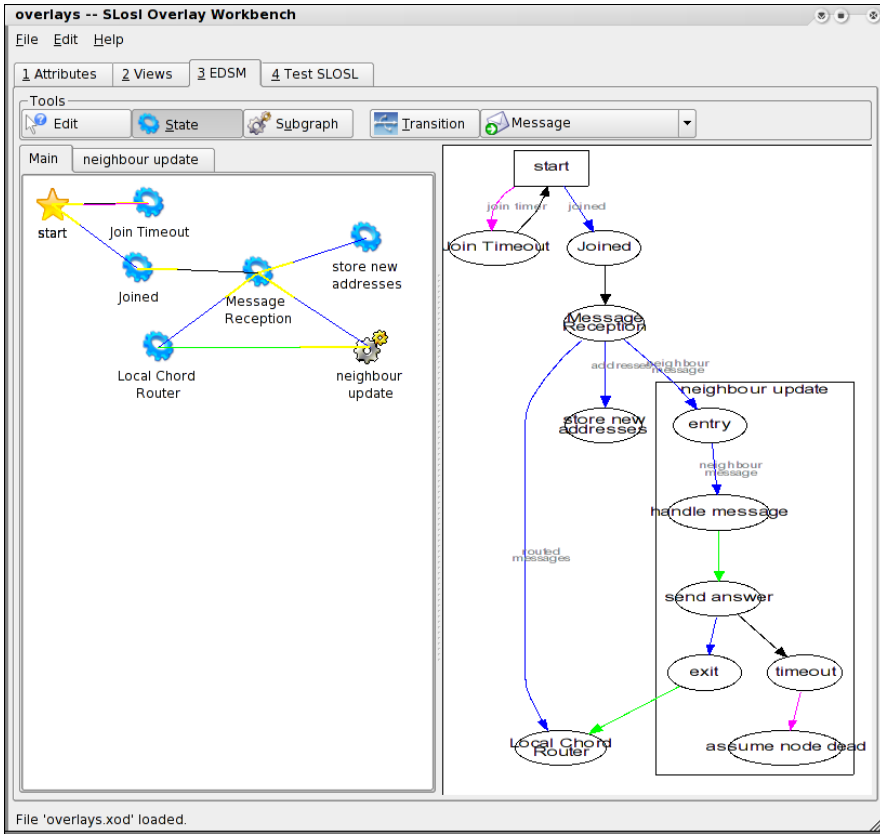 overlays -- SLosl Overlay Workbench
File Edit Help
1 Attributes 2 Views 3 EDSM 4 Test SLOSL
Tools
Edit State Subgraph Transition Message
Main neighbour update
start
Join Timeout
Joined
Message
Reception
store new
addresses
Local Chord
Router
neighbour
update
start
join timer joined
Join Timeout Joined
Message
Reception
addresses neighbour
message
neighbour update
store new
addresses
entry
neighbour
message
handle message
routed
messages
send answer
exit timeout
Local Chord
Router
assume node dead
File 'overlays.xod' loaded.